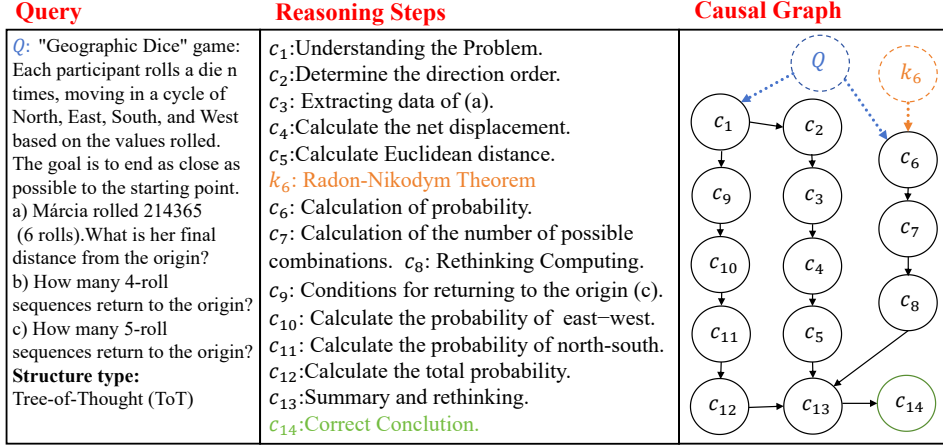 Query
Q: "Geographic Dice" game:
Each participant rolls a die n
times, moving in a cycle of
North, East, South, and West
based on the values rolled.
The goal is to end as close as
possible to the starting point.
a) Márcia rolled 214365
(6 rolls).What is her final
distance from the origin?
b) How many 4-roll
sequences return to the origin?
c) How many 5-roll
sequences return to the origin?
Structure type:
Tree-of-Thought (ToT)
Reasoning Steps
c₁:Understanding the Problem.
c₂:Determine the direction order.
c₃: Extracting data of (a).
c₄:Calculate the net displacement.
c₅:Calculate Euclidean distance.
k₆: Radon-Nikodym Theorem
c₆: Calculation of probability.
c₇: Calculation of the number of possible
combinations. c₈: Rethinking Computing.
c₉: Conditions for returning to the origin (c).
c₁₀: Calculate the probability of east−west.
c₁₁: Calculate the probability of north-south.
c₁₂: Calculate the total probability.
c₁₃: Summary and rethinking.
c₁₄:Correct Conclution.
Causal Graph
Q
k₆
c₁
c₂
c₆
c₉
c₃
c₇
c₁₀
c₄
c₈
c₁₁
c₅
c₁₂
c₁₃
c₁₄